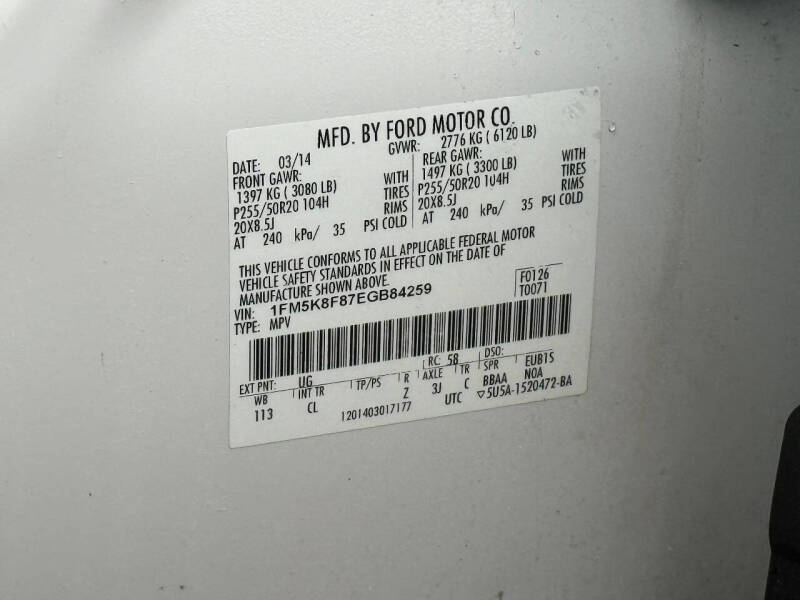 MFD. BY FORD MOTOR CO.
DATE: 03/14 GVWR: 2776 KG ( 6120 LB)
FRONT GAWR: REAR GAWR:
1397 KG ( 3080 LB) WITH 1497 KG ( 3300 LB) WITH
P255/50R20 104H TIRES P255/50R20 104H TIRES
20X8.5J RIMS 20X8.5J RIMS
AT 240 kPa/ 35 PSI COLD AT 240 kPa/ 35 PSI COLD
THIS VEHICLE CONFORMS TO ALL APPLICABLE FEDERAL MOTOR
VEHICLE SAFETY STANDARDS IN EFFECT ON THE DATE OF
MANUFACTURE SHOWN ABOVE.
VIN: 1FM5K8F87EGB84259 F0126
TYPE: MPV T0071
EXT PNT: UG RC: 58 DSO:
WB INT TR TP/PS R AXLE TR SPR EUB1S
113 CL Z 3J C BBAA NOA
1201403017177 UTC ▽5U5A-1520472-BA